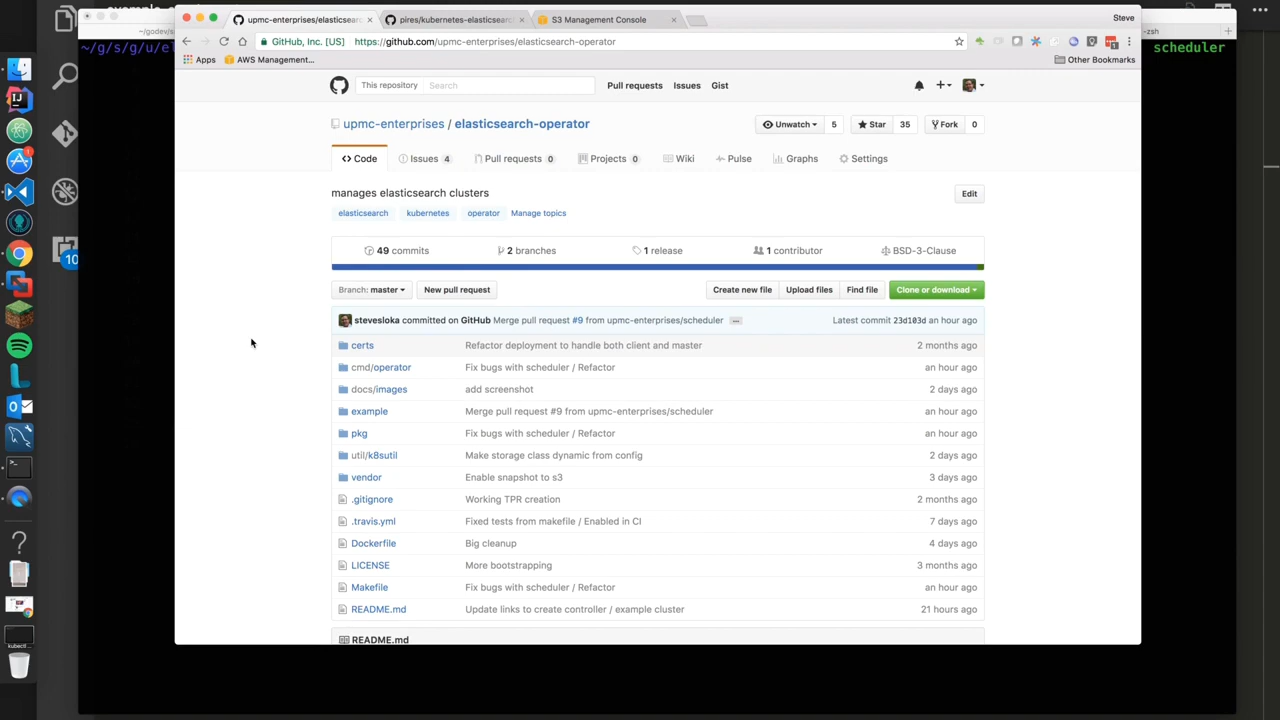 upmc-enterprises/elasticsear
pires/kubernetes-elasticsearc
S3 Management Console
Steve
GitHub, Inc. [US]
https://github.com/upmc-enterprises/elasticsearch-operator
Apps
AWS Management...
Other Bookmarks
~/godev/s
-zsh
~/g/s/g/u/el
scheduler
This repository
Search
Pull requests
Issues
Gist
upmc-enterprises / elasticsearch-operator
Unwatch
5
Star
35
Fork
0
Code
Issues 4
Pull requests 0
Projects 0
Wiki
Pulse
Graphs
Settings
manages elasticsearch clusters
Edit
elasticsearch
kubernetes
operator
Manage topics
49 commits
2 branches
1 release
1 contributor
BSD-3-Clause
Branch: master
New pull request
Create new file
Upload files
Find file
Clone or download
stevesloka committed on GitHub Merge pull request #9 from upmc-enterprises/scheduler
Latest commit 23d103d an hour ago
certs
Refactor deployment to handle both client and master
2 months ago
cmd/operator
Fix bugs with scheduler / Refactor
an hour ago
docs/images
add screenshot
2 days ago
example
Merge pull request #9 from upmc-enterprises/scheduler
an hour ago
pkg
Fix bugs with scheduler / Refactor
an hour ago
util/k8sutil
Make storage class dynamic from config
2 days ago
vendor
Enable snapshot to s3
3 days ago
.gitignore
Working TPR creation
2 months ago
.travis.yml
Fixed tests from makefile / Enabled in CI
7 days ago
Dockerfile
Big cleanup
4 days ago
LICENSE
More bootstrapping
3 months ago
Makefile
Fix bugs with scheduler / Refactor
an hour ago
README.md
Update links to create controller / example cluster
21 hours ago
README.md
10
1
1
kubectl